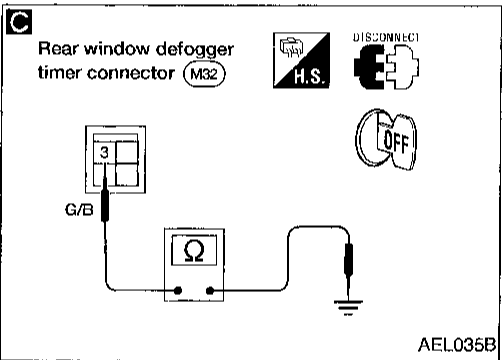 C
Rear window defogger
timer connector M32
H.S.
DISCONNECT
OFF
3
G/B
Ω
AEL035B